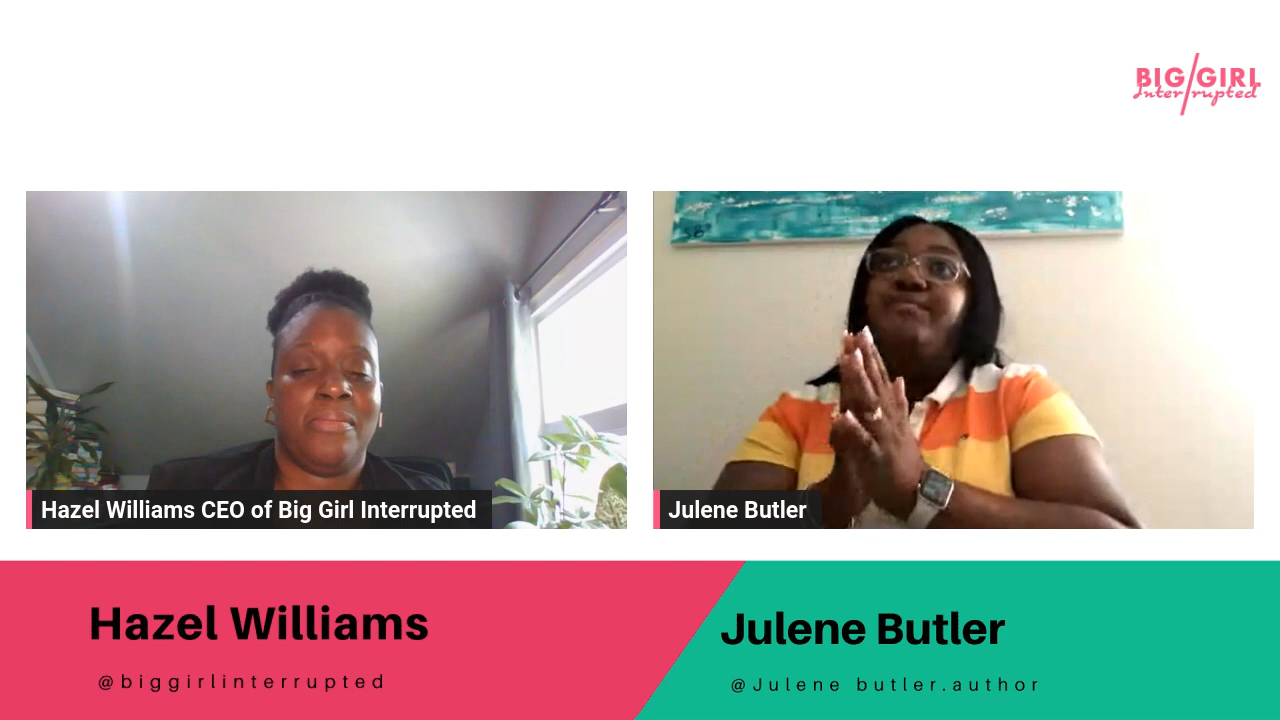 BIG/GIRL
Interrupted
SB
Hazel Williams CEO of Big Girl Interrupted
Julene Butler
Hazel Williams
Julene Butler
@biggirlinterrupted
@Julene butler.author